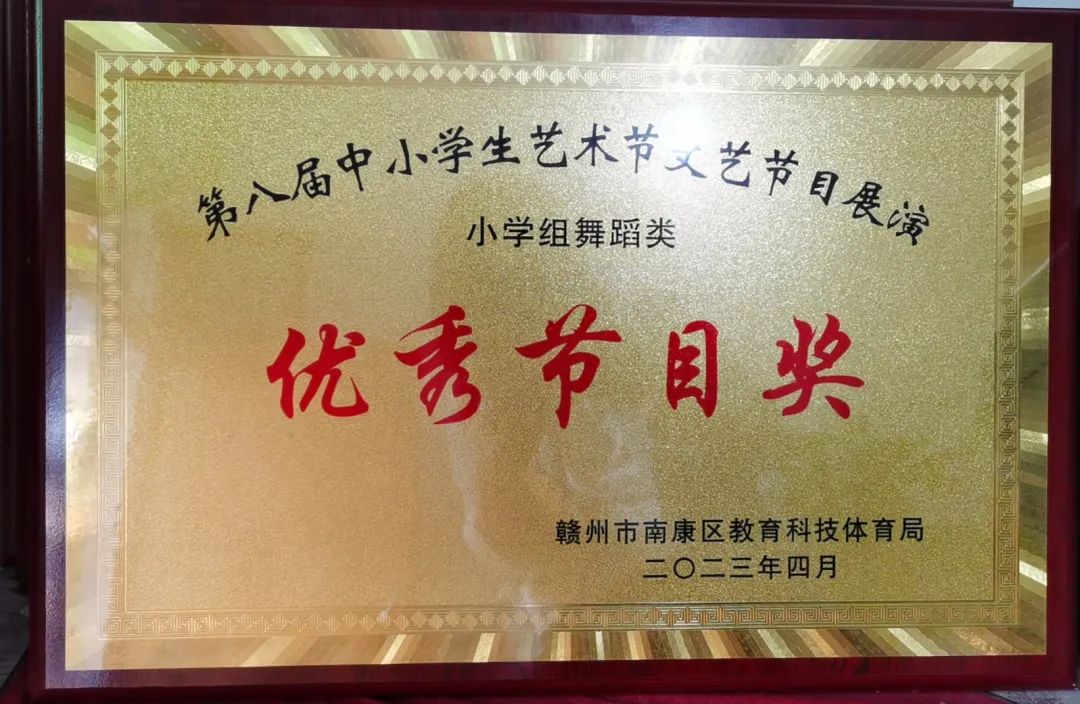 第八届中小学生艺术节文艺节目展演
小学组舞蹈类
优秀节目奖
赣州市南康区教育科技体育局
二〇二三年四月